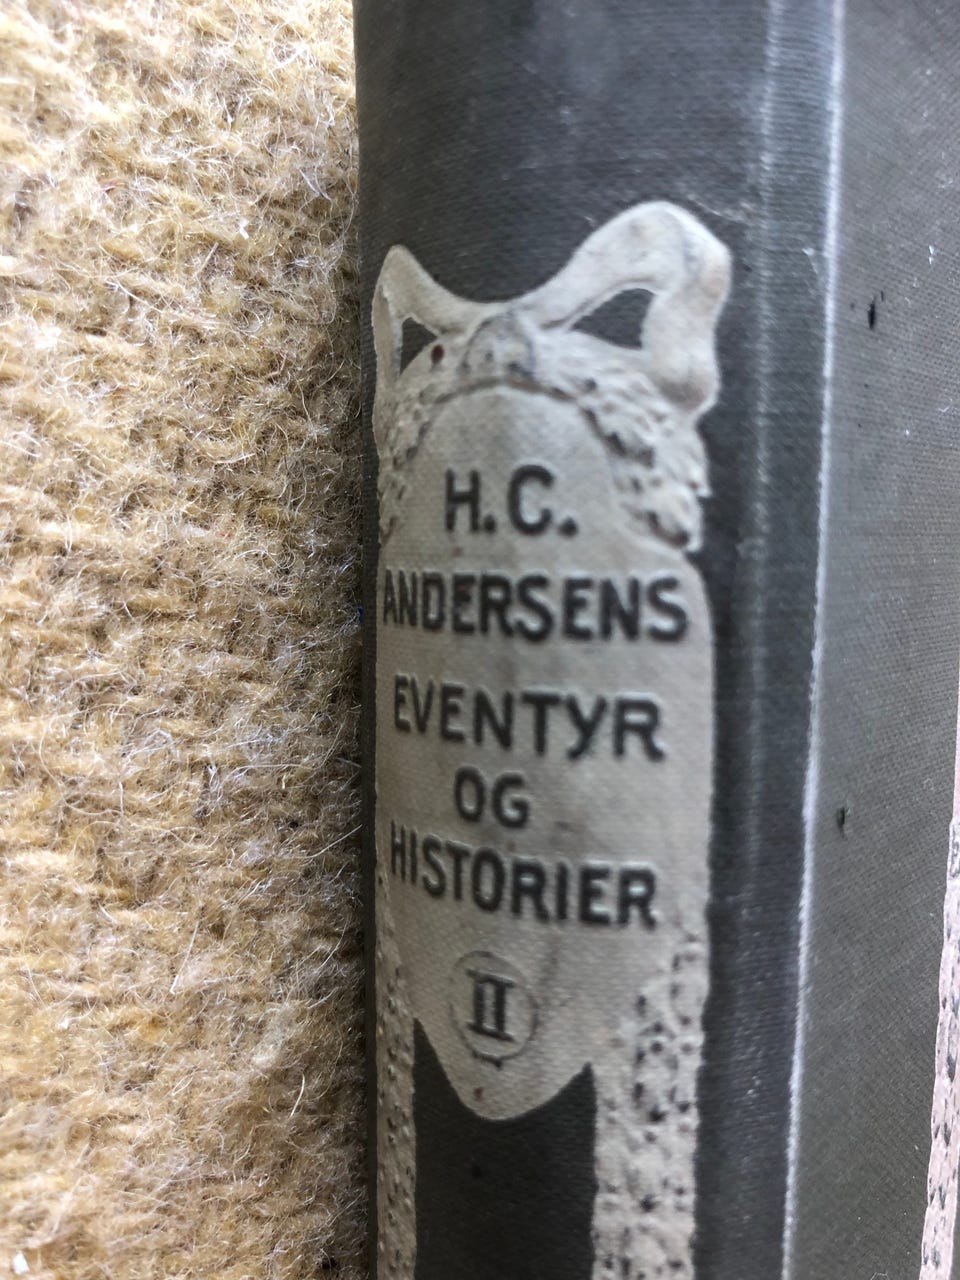 H.C.
ANDERSENS
EVENTYR
OG
HISTORIER
II